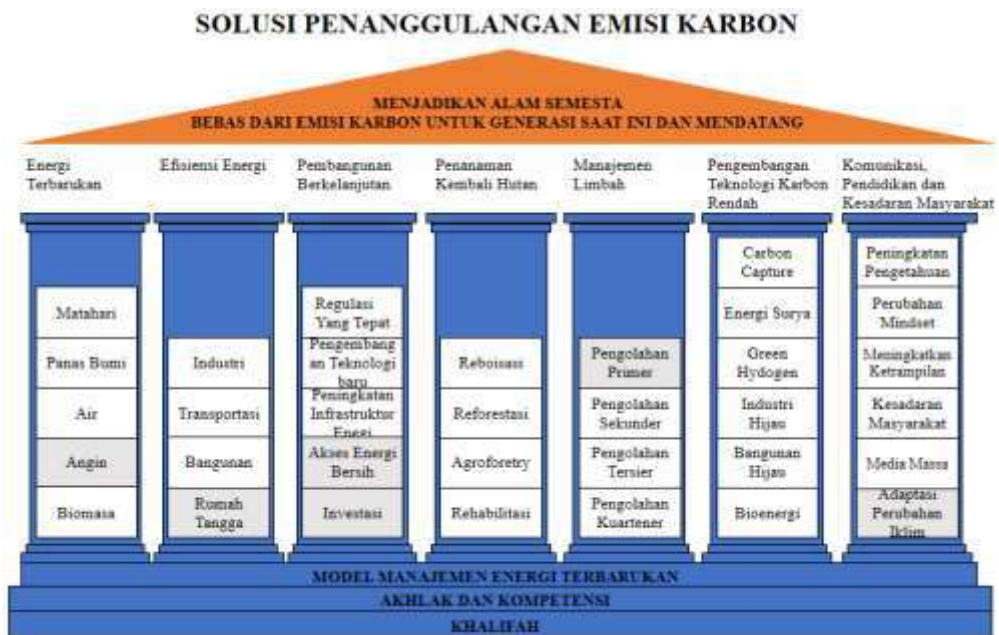 SOLUSI PENANGGULANGAN EMISI KARBON
MENJADIKAN ALAM SEMESTA
BEBAS DARI EMISI KARBON UNTUK GENERASI SAAT INI DAN MENDATANG
Energi
Terbarukan
Efisiensi Energi
Pembangunan
Berkelanjutan
Penanaman
Kembali Hutan
Manajemen
Limbah
Pengembangan
Teknologi Karbon
Rendah
Komunikasi,
Pendidikan dan
Kesadaran Masyarakat
Matahari
Panas Bumi
Air
Angin
Biomasa
Industri
Transportasi
Bangunan
Rumah
Tangga
Regulasi
Yang Tepat
Pengembang
an Teknologi
baru
Peningkatan
Infrastruktur
Enegi
Akses Energi
Bersih
Investasi
Reboisasi
Reforestasi
Agroforetry
Rehabilitasi
Pengolahan
Primer
Pengolahan
Sekunder
Pengolahan
Tersier
Pengolahan
Kuartener
Carbon
Capture
Energi Surya
Green
Hydogen
Industri
Hijau
Bangunan
Hijau
Bioenergi
Peningkatan
Pengetahuan
Perubahan
Mindset
Meningkatkan
Ketrampilan
Kesadaran
Masyarakat
Media Massa
Adaptasi
Perubahan
Iklim
MODEL MANAJEMEN ENERGI TERBARUKAN
AKHLAK DAN KOMPETENSI
KHALIFAH